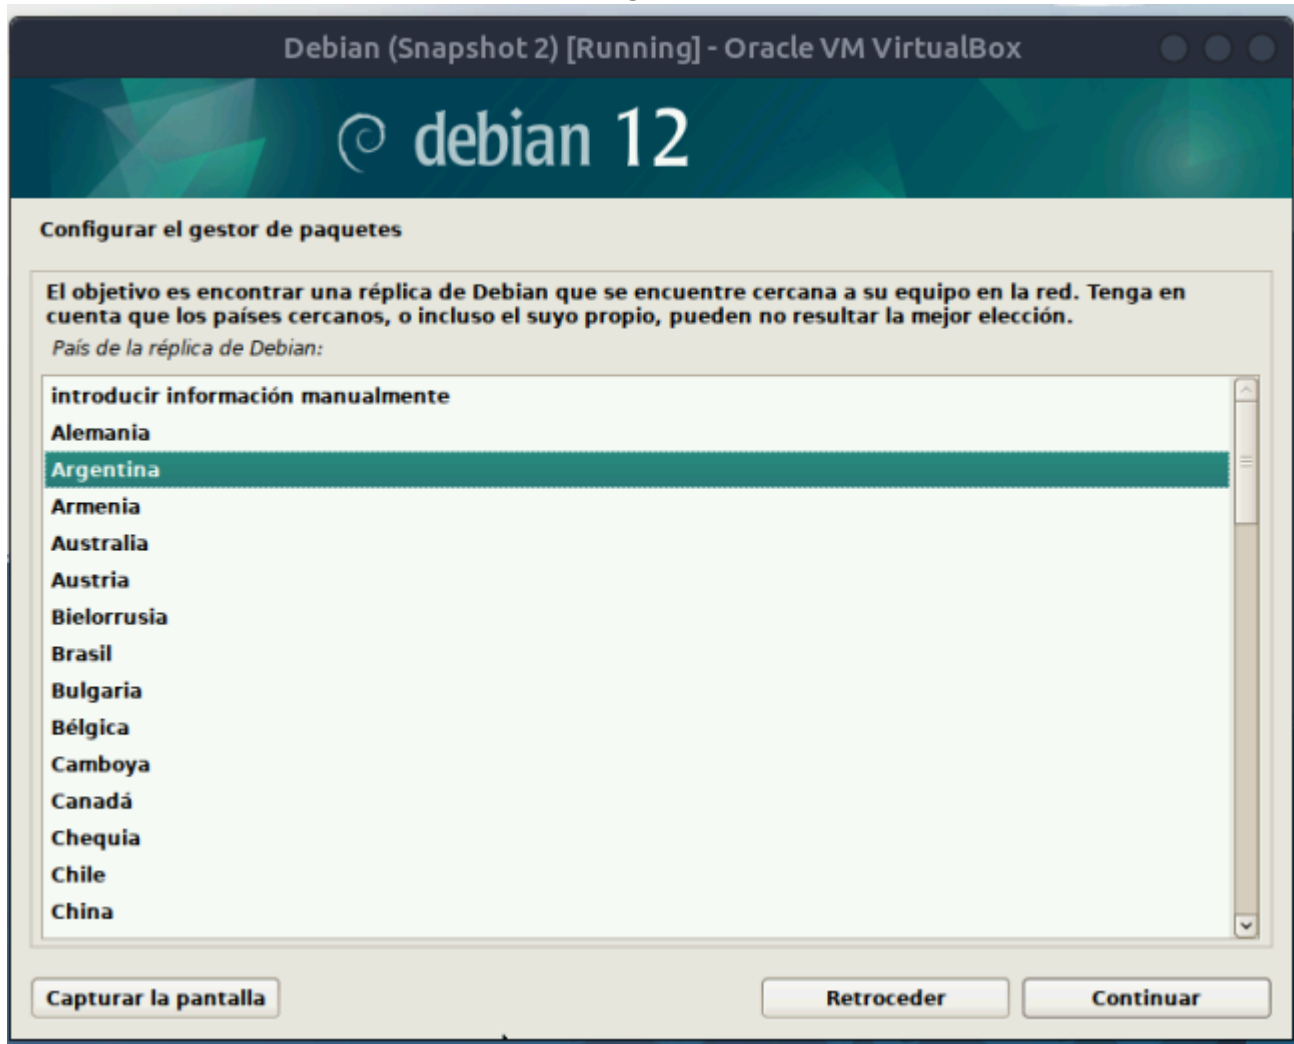 Debian (Snapshot 2) [Running] - Oracle VM VirtualBox
debian 12
Configurar el gestor de paquetes
El objetivo es encontrar una réplica de Debian que se encuentre cercana a su equipo en la red. Tenga en
cuenta que los países cercanos, o incluso el suyo propio, pueden no resultar la mejor elección.
País de la réplica de Debian:
introducir información manualmente
Alemania
Argentina
Armenia
Australia
Austria
Bielorrusia
Brasil
Bulgaria
Bélgica
Camboya
Canadá
Chequia
Chile
China
Capturar la pantalla
Retroceder
Continuar